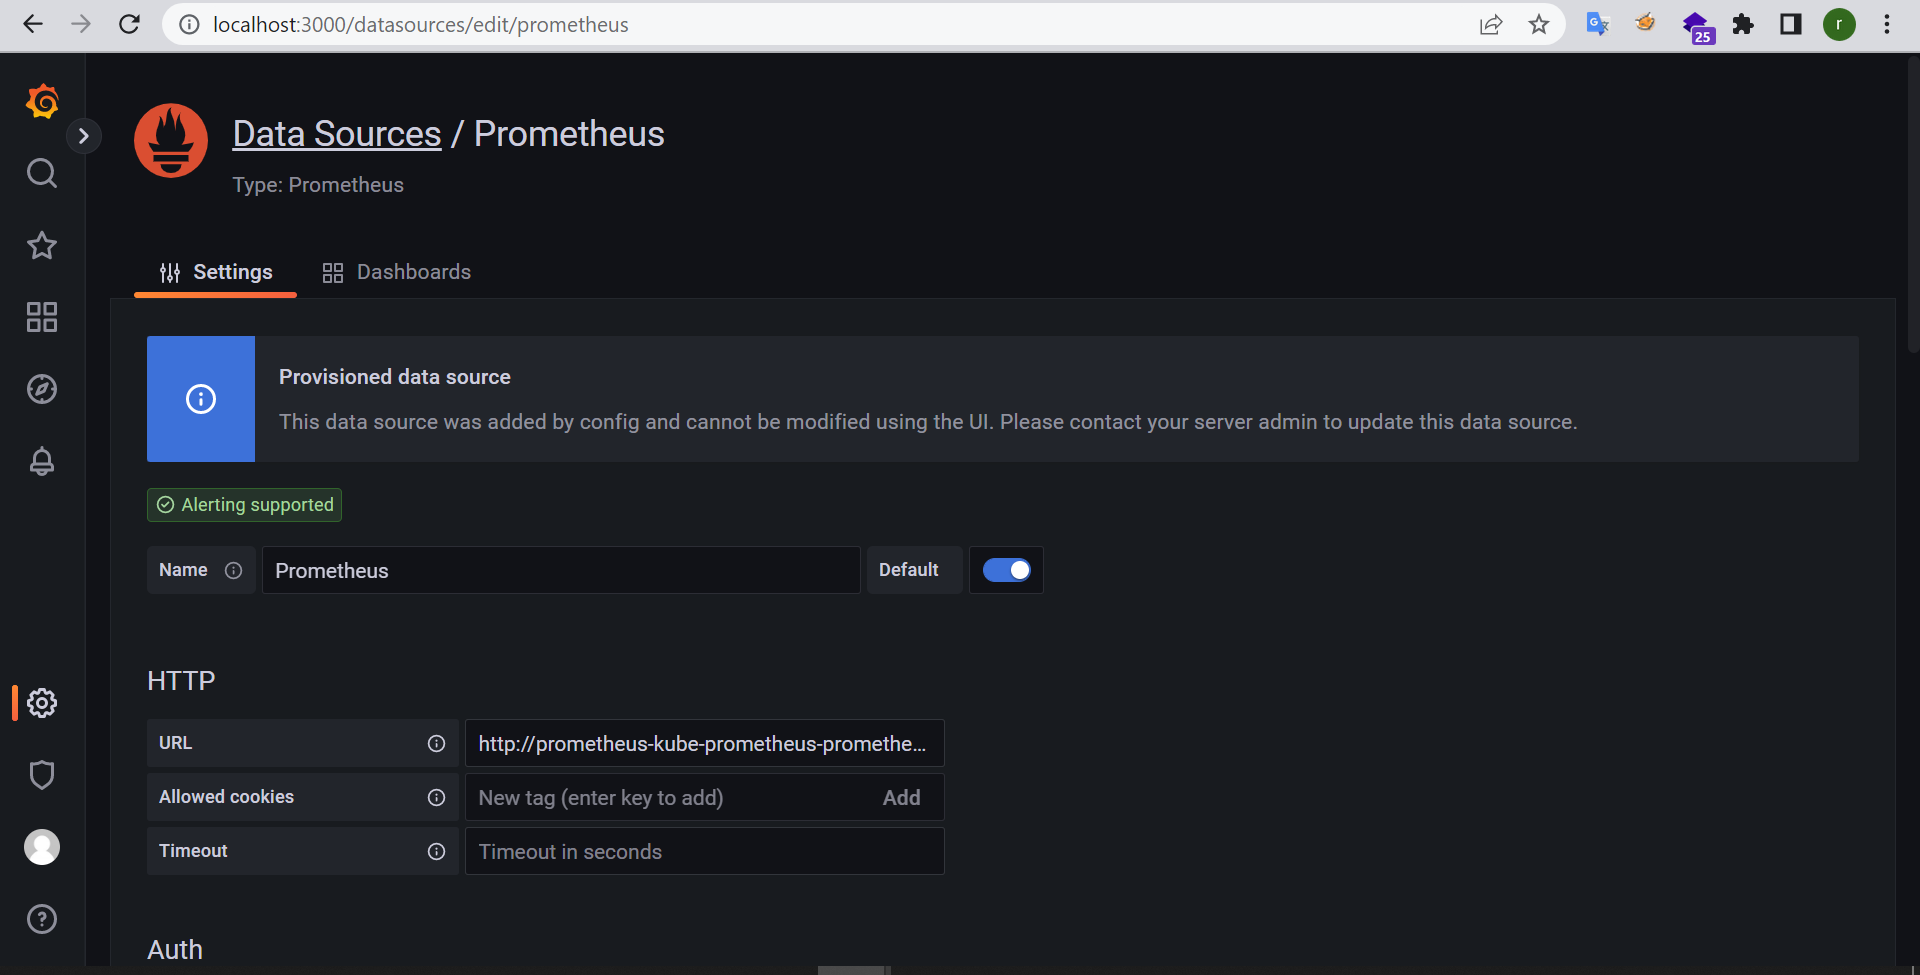 localhost:3000/datasources/edit/prometheus
25
r
Data Sources / Prometheus
Type: Prometheus
Settings
Dashboards
Provisioned data source
This data source was added by config and cannot be modified using the UI. Please contact your server admin to update this data source.
Alerting supported
Name
Prometheus
Default
HTTP
URL
http://prometheus-kube-prometheus-promethe...
Allowed cookies
New tag (enter key to add)
Add
Timeout
Timeout in seconds
Auth